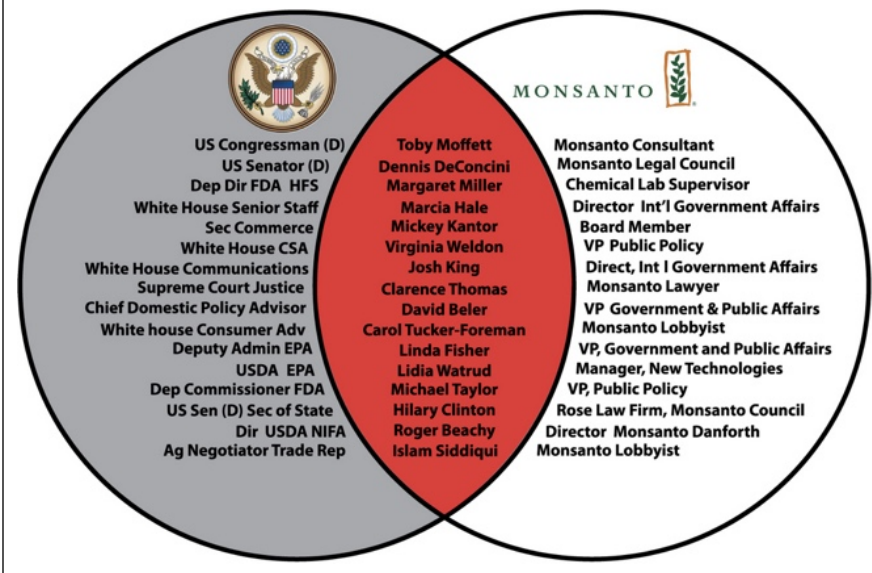 MONSANTO
US Congressman (D) Toby Moffett Monsanto Consultant
US Senator (D) Dennis DeConcini Monsanto Legal Council
Dep Dir FDA HFS Margaret Miller Chemical Lab Supervisor
White House Senior Staff Marcia Hale Director Int'l Government Affairs
Sec Commerce Mickey Kantor Board Member
White House CSA Virginia Weldon VP Public Policy
White House Communications Josh King Direct, Int l Government Affairs
Supreme Court Justice Clarence Thomas Monsanto Lawyer
Chief Domestic Policy Advisor David Beler VP Government & Public Affairs
White house Consumer Adv Carol Tucker-Foreman Monsanto Lobbyist
Deputy Admin EPA Linda Fisher VP, Government and Public Affairs
USDA EPA Lidia Watrud Manager, New Technologies
Dep Commissioner FDA Michael Taylor VP, Public Policy
US Sen (D) Sec of State Hilary Clinton Rose Law Firm, Monsanto Council
Dir USDA NIFA Roger Beachy Director Monsanto Danforth
Ag Negotiator Trade Rep Islam Siddiqui Monsanto Lobbyist